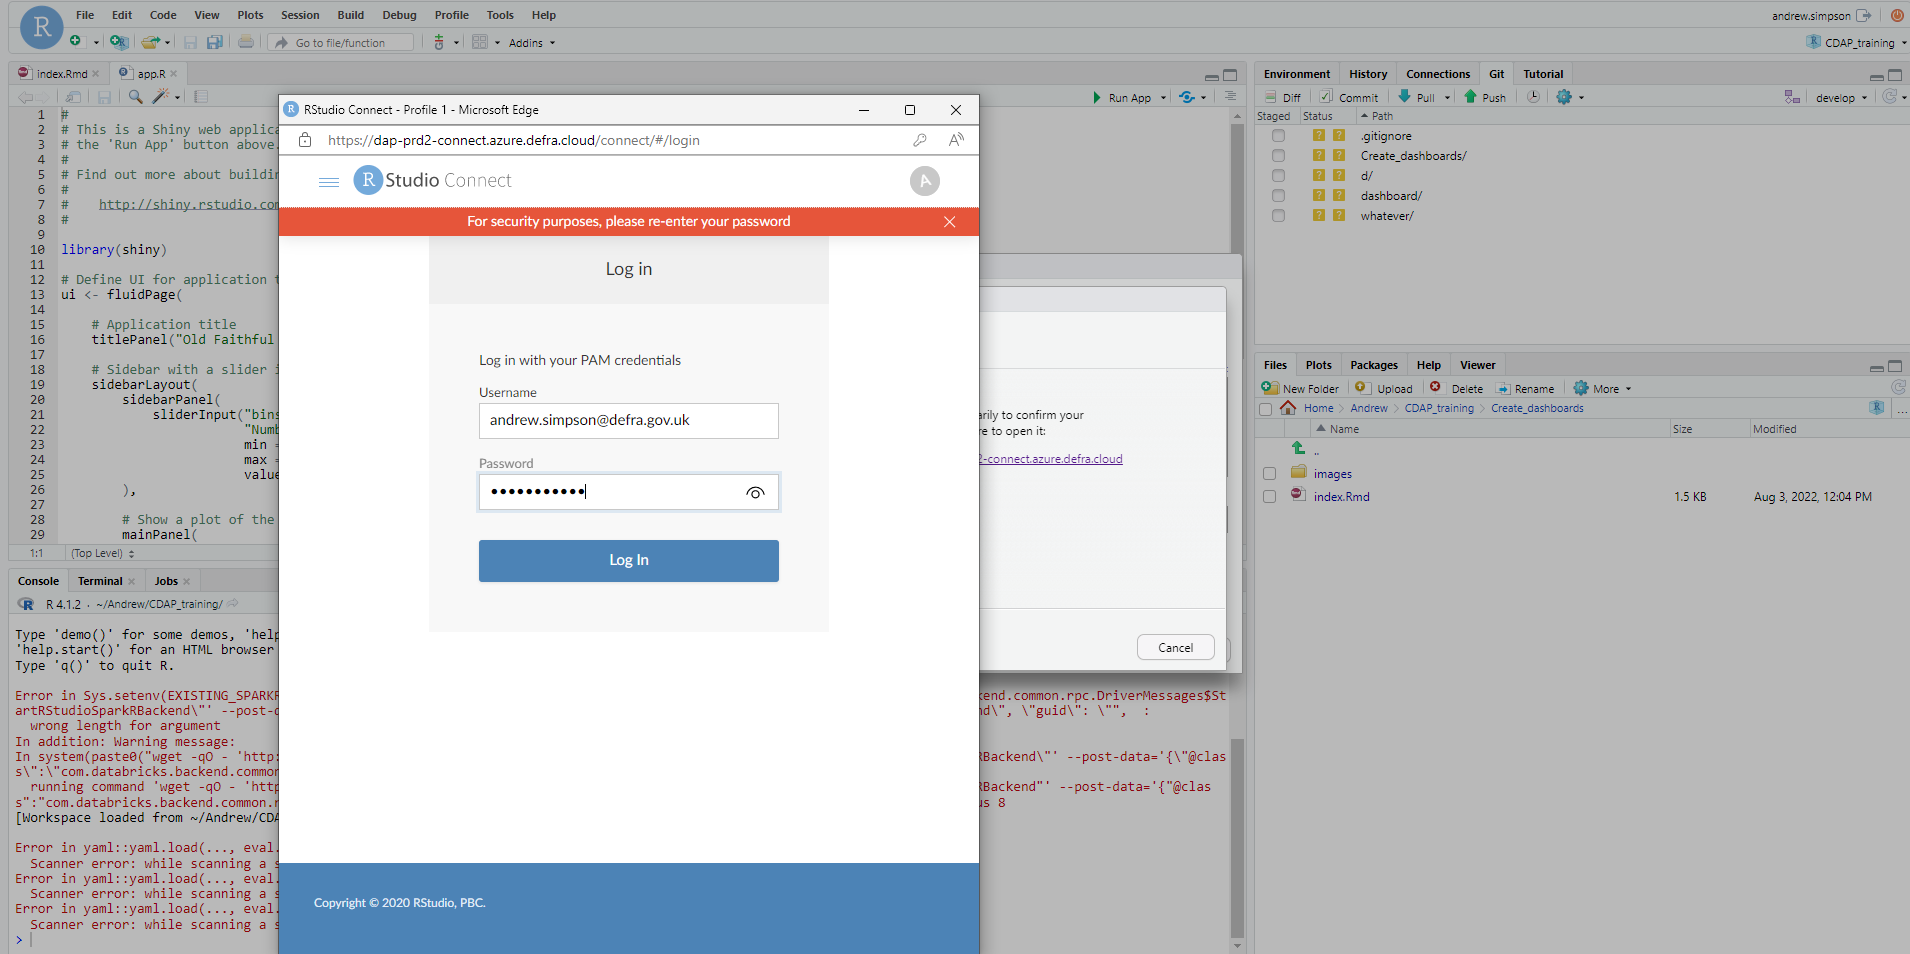 File Edit Code View Plots Session Build Debug Profile Tools Help
andrew.simpson
Go to file/function
Addins
CDAP_training
index.Rmd
app.R
Run App
1 #
2 # This is a Shiny web applica
3 # the 'Run App' button above.
4 #
5 # Find out more about buildin
6 #
7 # http://shiny.rstudio.com
8 #
9
10 library(shiny)
11
12 # Define UI for application t
13 ui <- fluidPage(
14
15 # Application title
16 titlePanel("Old Faithful
17
18 # Sidebar with a slider i
19 sidebarLayout(
20 sidebarPanel(
21 sliderInput("bins
22 "Numb
23 min =
24 max =
25 value
26 ),
27
28 # Show a plot of the
29 mainPanel(
1:1 (Top Level)
Console Terminal Jobs
R 4.1.2 · ~/Andrew/CDAP_training/
Type 'demo()' for some demos, 'help
'help.start()' for an HTML browser
Type 'q()' to quit R.
Error in Sys.setenv(EXISTING_SPARKR
end.common.rpc.DriverMessages$St
artRStudioSparkRBackend\"' --post-d
nd\", \"guid\": \"", :
wrong length for argument
In addition: Warning message:
In system(paste0("wget -qO - 'http:
RBackend\"' --post-data='{\"@clas
s\":\"com.databricks.backend.common
running command 'wget -qO - 'http
RBackend"' --post-data='{"@clas
s":"com.databricks.backend.common.r
us 8
[Workspace loaded from ~/Andrew/CDA
Error in yaml::yaml.load(..., eval.
Scanner error: while scanning a s
Error in yaml::yaml.load(..., eval.
Scanner error: while scanning a s
Error in yaml::yaml.load(..., eval.
Scanner error: while scanning a s
>
RStudio Connect - Profile 1 - Microsoft Edge
https://dap-prd2-connect.azure.defra.cloud/connect/#/login
R Studio Connect
A
For security purposes, please re-enter your password
Log in
Log in with your PAM credentials
Username
andrew.simpson@defra.gov.uk
Password
•••••••••••
Log In
Copyright © 2020 RStudio, PBC.
arily to confirm your
re to open it:
2-connect.azure.defra.cloud
Cancel
Environment History Connections Git Tutorial
Diff Commit Pull Push
develop
Staged Status Path
? ? .gitignore
? ? Create_dashboards/
? ? d/
? ? dashboard/
? ? whatever/
Files Plots Packages Help Viewer
New Folder Upload Delete Rename More
Home Andrew CDAP_training Create_dashboards ...
Name Size Modified
..
images
index.Rmd 1.5 KB Aug 3, 2022, 12:04 PM